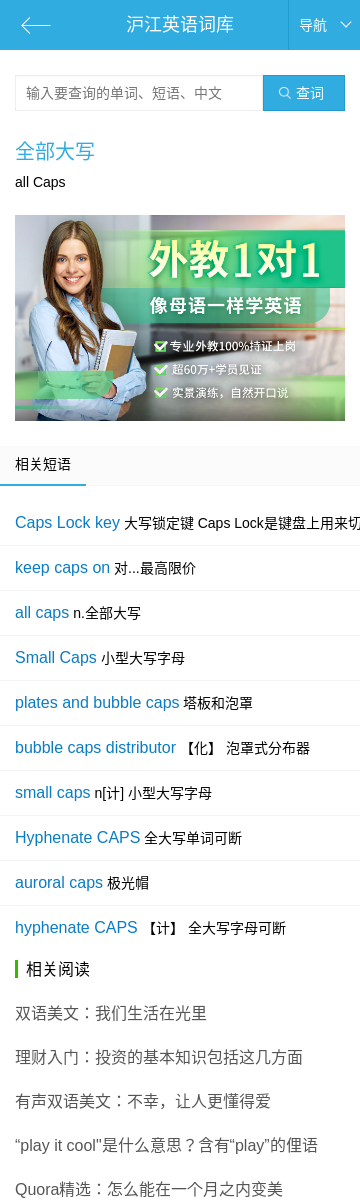 沪江英语词库
导航
输入要查询的单词、短语、中文
查词
全部大写
all Caps
外教1对1
像母语一样学英语
专业外教100%持证上岗
超60万+学员见证
实景演练，自然开口说
相关短语
Caps Lock key 大写锁定键 Caps Lock是键盘上用来切
keep caps on 对...最高限价
all caps n.全部大写
Small Caps 小型大写字母
plates and bubble caps 塔板和泡罩
bubble caps distributor 【化】 泡罩式分布器
small caps n[计] 小型大写字母
Hyphenate CAPS 全大写单词可断
auroral caps 极光帽
hyphenate CAPS 【计】 全大写字母可断
相关阅读
双语美文：我们生活在光里
理财入门：投资的基本知识包括这几方面
有声双语美文：不幸，让人更懂得爱
“play it cool”是什么意思？含有“play”的俚语
Quora精选：怎么能在一个月之内变美